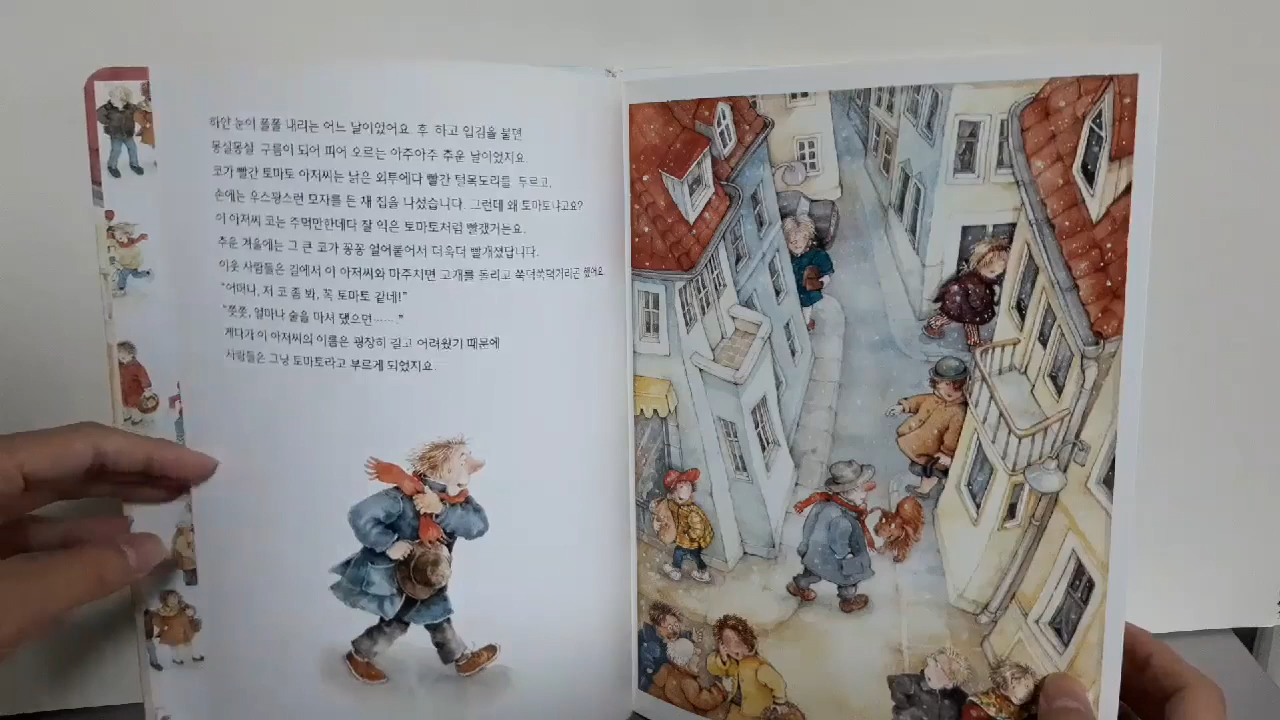 하얀 눈이 폴폴 내리는 어느 날이었어요. 후 하고 입김을 불면
몽실몽실 구름이 되어 피어 오르는 아주아주 추운 날이었지요.
코가 빨간 토마토 아저씨는 낡은 외투에다 빨간 털목도리를 두르고,
손에는 우스꽝스런 모자를 든 채 집을 나섰습니다. 그런데 왜 토마토냐고요?
이 아저씨 코는 주먹만한데다 잘 익은 토마토처럼 빨갰거든요.
추운 겨울에는 그 큰 코가 꽁꽁 얼어붙어서 더욱더 빨개졌답니다.
이웃 사람들은 길에서 이 아저씨와 마주치면 고개를 돌리고 쑥덕쑥덕거리곤 했어요.
“어머나, 저 코 좀 봐, 꼭 토마토 같네!”
“쯧쯧, 얼마나 술을 마셔 댔으면……”
게다가 이 아저씨의 이름은 굉장히 길고 어려웠기 때문에
사람들은 그냥 토마토라고 부르게 되었지요.